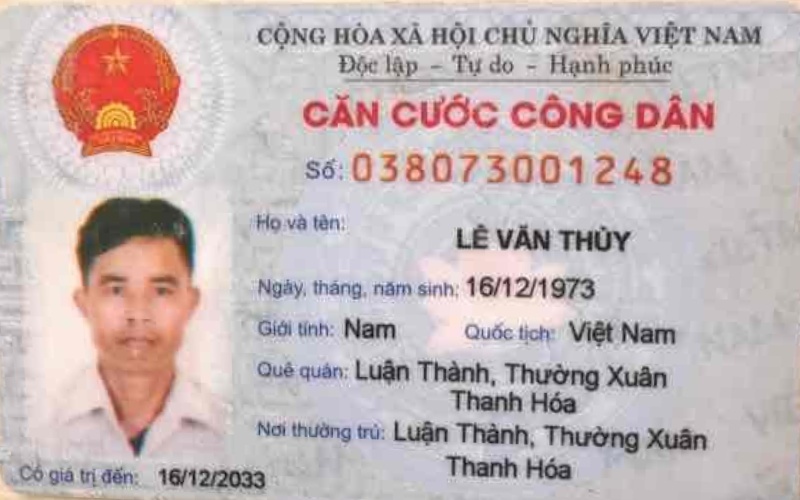 CỘNG HÒA XÃ HỘI CHỦ NGHĨA VIỆT NAM
Độc lập - Tự do - Hạnh phúc
CĂN CƯỚC CÔNG DÂN
Số: 038073001248
Họ và tên: LÊ VĂN THỦY
Ngày, tháng, năm sinh: 16/12/1973
Giới tính: Nam Quốc tịch: Việt Nam
Quê quán: Luận Thành, Thường Xuân
Thanh Hóa
Nơi thường trú: Luận Thành, Thường Xuân
Thanh Hóa
Có giá trị đến: 16/12/2033